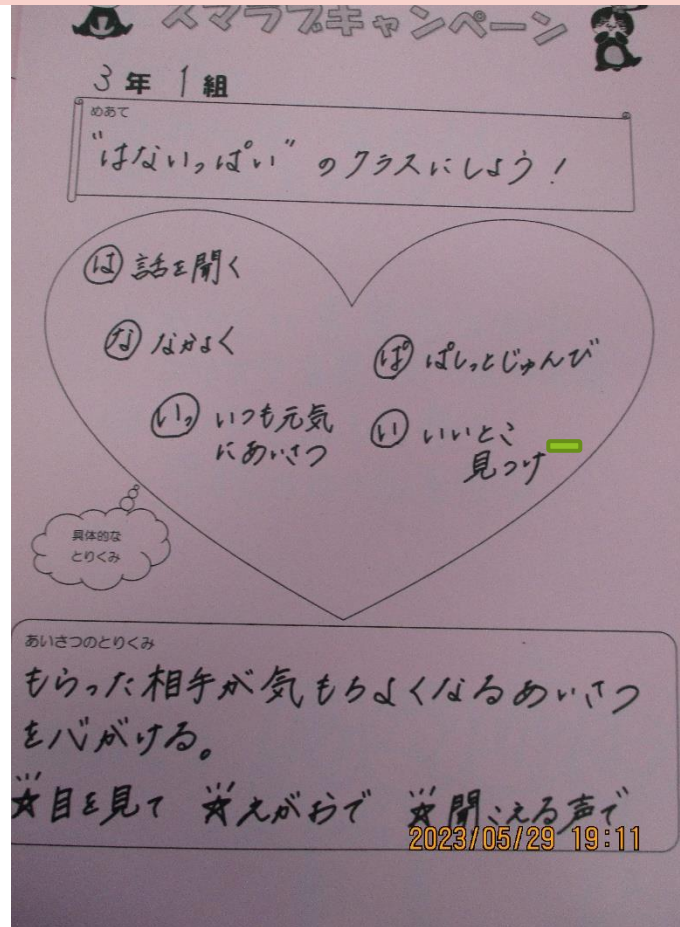 スマラブキャンペーン
3年 1組
めあて
"はないっぱい"のクラスにしよう!
は 話を聞く
な なかよく
いっ いつも元気
にあいさつ
ぱ ぱしっとじゅんび
い いいとこ
見つけ
具体的な
とりくみ
あいさつのとりくみ
もらった相手が気もちよくなるあいさつ
を心がける。
☆目を見て ☆えがおで ☆聞こえる声で
2023/05/29 19:11